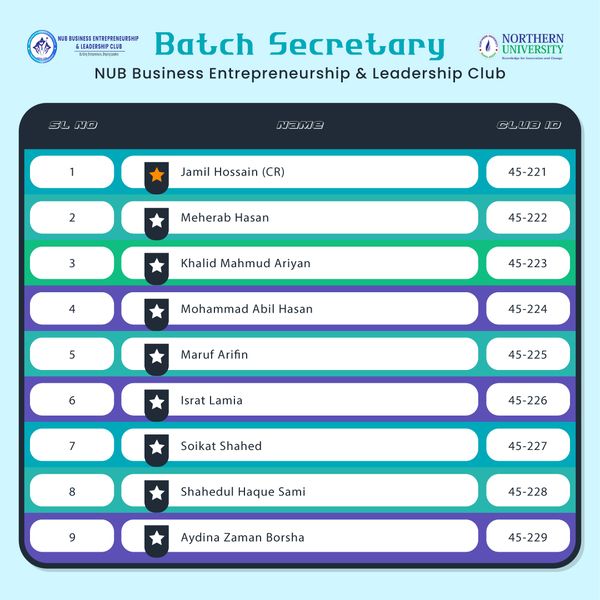 NUB BUSINESS ENTREPRENEURSHIP
& LEADERSHIP CLUB
Batch Secretary
NORTHERN
UNIVERSITY
Knowledge for Innovation and Change
NUB Business Entrepreneurship & Leadership Club
SL NO NAME CLUB ID
1 Jamil Hossain (CR) 45-221
2 Meherab Hasan 45-222
3 Khalid Mahmud Ariyan 45-223
4 Mohammad Abil Hasan 45-224
5 Maruf Arifin 45-225
6 Israt Lamia 45-226
7 Soikat Shahed 45-227
8 Shahedul Haque Sami 45-228
9 Aydina Zaman Borsha 45-229